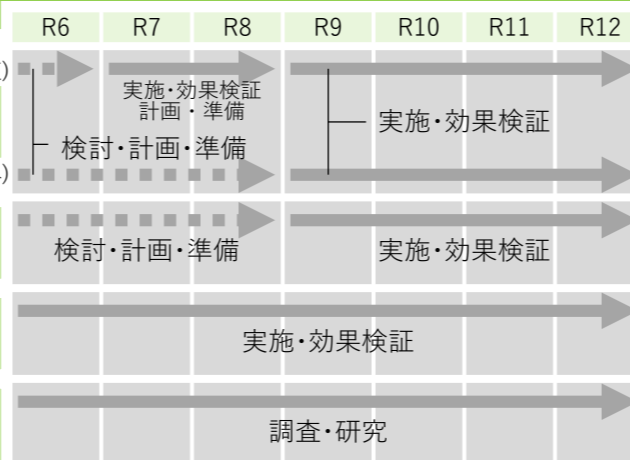 R6 R7 R8 R9 R10 R11 R12
実施・効果検証
計画・準備
検討・計画・準備
実施・効果検証
検討・計画・準備
実施・効果検証
実施・効果検証
調査・研究